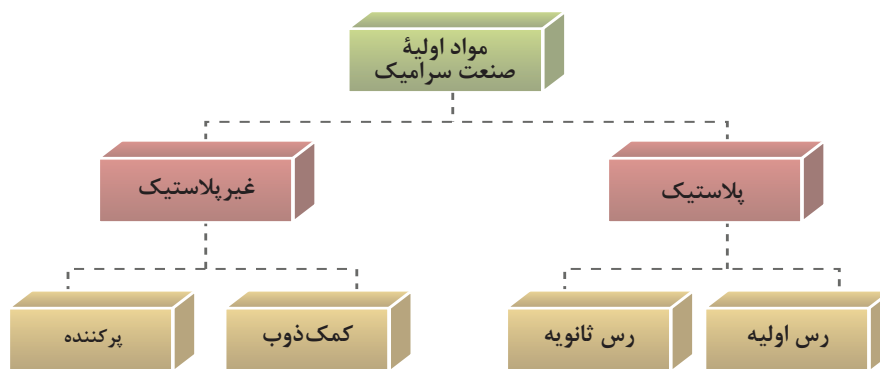 مواد اولیهٔ
صنعت سرامیک
پلاستیک
غیرپلاستیک
رس اولیه
رس ثانویه
کمک‌ذوب
پرکننده